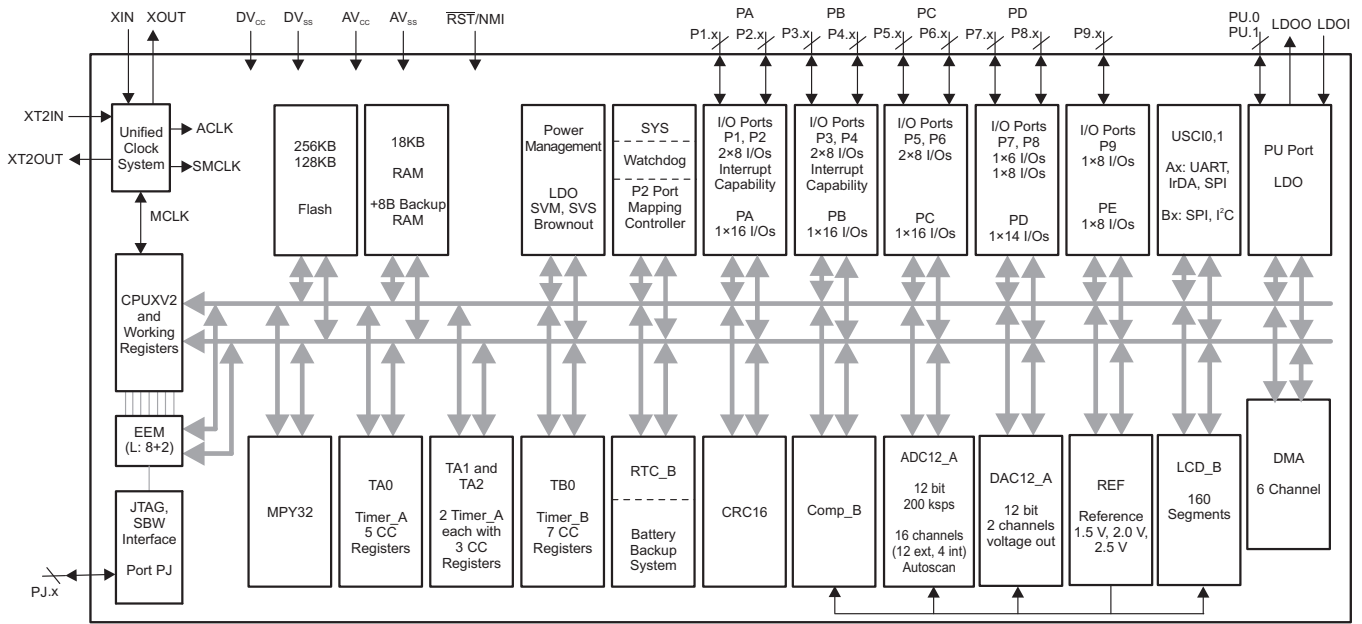 XIN XOUT DVCC DVSS AVCC AVSS RST/NMI PA PB PC PD PU.0 LDOO LDOI
P1.x P2.x P3.x P4.x P5.x P6.x P7.x P8.x P9.x PU.1
XT2IN
XT2OUT
Unified
Clock
System
ACLK
SMCLK
MCLK
256KB
128KB
Flash
18KB
RAM
+8B Backup
RAM
Power
Management
LDO
SVM, SVS
Brownout
SYS
Watchdog
P2 Port
Mapping
Controller
I/O Ports
P1, P2
2×8 I/Os
Interrupt
Capability
PA
1×16 I/Os
I/O Ports
P3, P4
2×8 I/Os
Interrupt
Capability
PB
1×16 I/Os
I/O Ports
P5, P6
2×8 I/Os
PC
1×16 I/Os
I/O Ports
P7, P8
1×6 I/Os
1×8 I/Os
PD
1×14 I/Os
I/O Ports
P9
1×8 I/Os
PE
1×8 I/Os
USCI0,1
Ax: UART,
IrDA, SPI
Bx: SPI, I²C
PU Port
LDO
CPUXV2
and
Working
Registers
EEM
(L: 8+2)
JTAG,
SBW
Interface
Port PJ
PJ.x
MPY32
TA0
Timer_A
5 CC
Registers
TA1 and
TA2
2 Timer_A
each with
3 CC
Registers
TB0
Timer_B
7 CC
Registers
RTC_B
Battery
Backup
System
CRC16
Comp_B
ADC12_A
12 bit
200 ksps
16 channels
(12 ext, 4 int)
Autoscan
DAC12_A
12 bit
2 channels
voltage out
REF
Reference
1.5 V, 2.0 V,
2.5 V
LCD_B
160
Segments
DMA
6 Channel